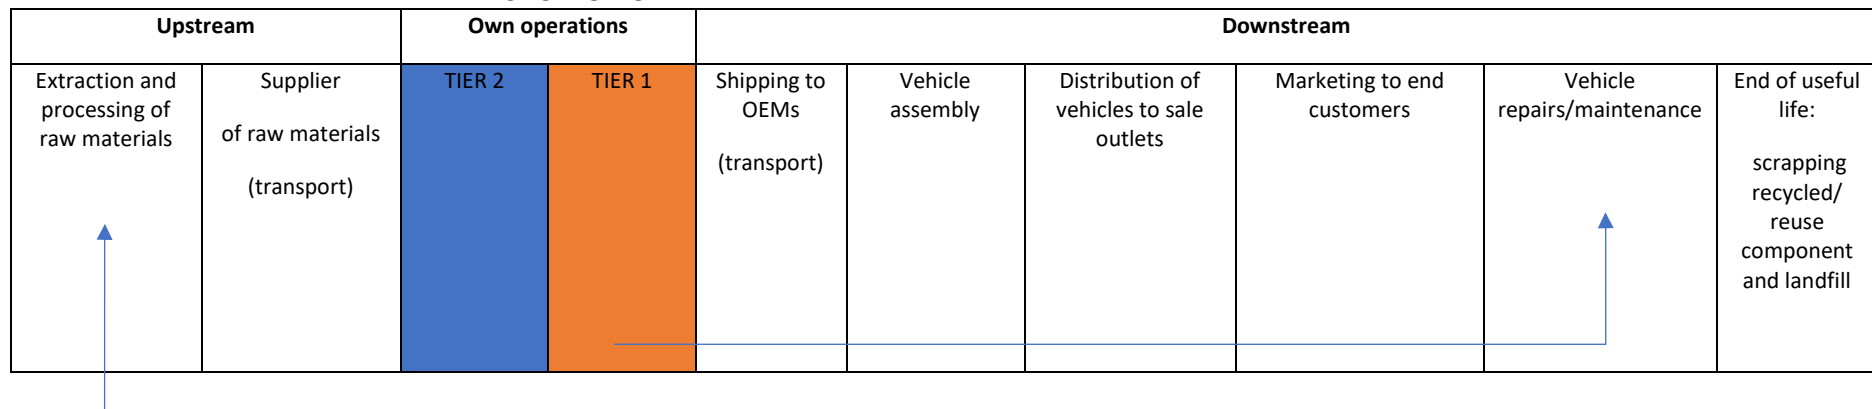 Upstream
Own operations
Downstream
Extraction and
processing of
raw materials
Supplier
of raw materials
(transport)
TIER 2
TIER 1
Shipping to
OEMs
(transport)
Vehicle
assembly
Distribution of
vehicles to sale
outlets
Marketing to end
customers
Vehicle
repairs/maintenance
End of useful
life:
scrapping
recycled/
reuse
component
and landfill